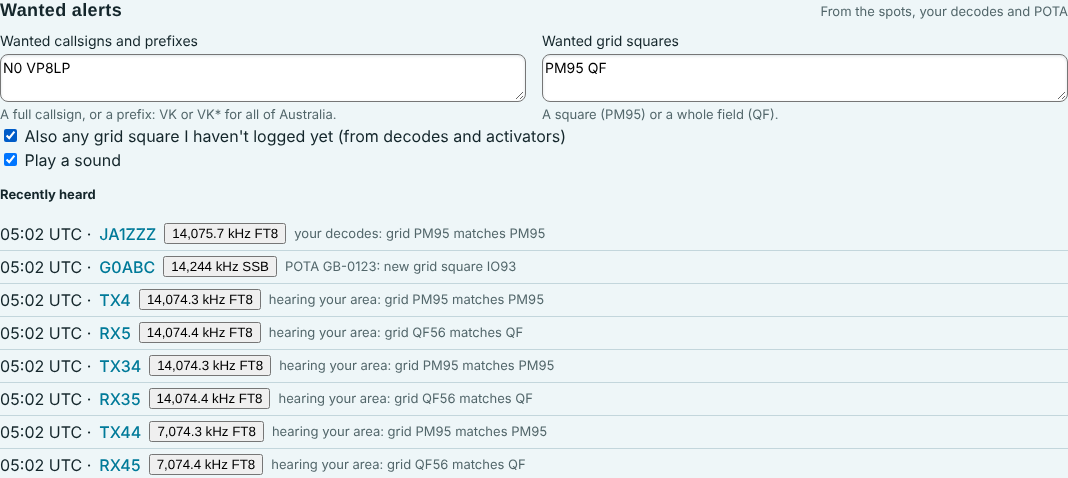 Wanted alerts
From the spots, your decodes and POTA
Wanted callsigns and prefixes
Wanted grid squares
N0 VP8LP
PM95 QF
A full callsign, or a prefix: VK or VK* for all of Australia.
A square (PM95) or a whole field (QF).
Also any grid square I haven't logged yet (from decodes and activators)
Play a sound
Recently heard
05:02 UTC · JA1ZZZ 14,075.7 kHz FT8 your decodes: grid PM95 matches PM95
05:02 UTC · G0ABC 14,244 kHz SSB POTA GB-0123: new grid square IO93
05:02 UTC · TX4 14,074.3 kHz FT8 hearing your area: grid PM95 matches PM95
05:02 UTC · RX5 14,074.4 kHz FT8 hearing your area: grid QF56 matches QF
05:02 UTC · TX34 14,074.3 kHz FT8 hearing your area: grid PM95 matches PM95
05:02 UTC · RX35 14,074.4 kHz FT8 hearing your area: grid QF56 matches QF
05:02 UTC · TX44 7,074.3 kHz FT8 hearing your area: grid PM95 matches PM95
05:02 UTC · RX45 7,074.4 kHz FT8 hearing your area: grid QF56 matches QF